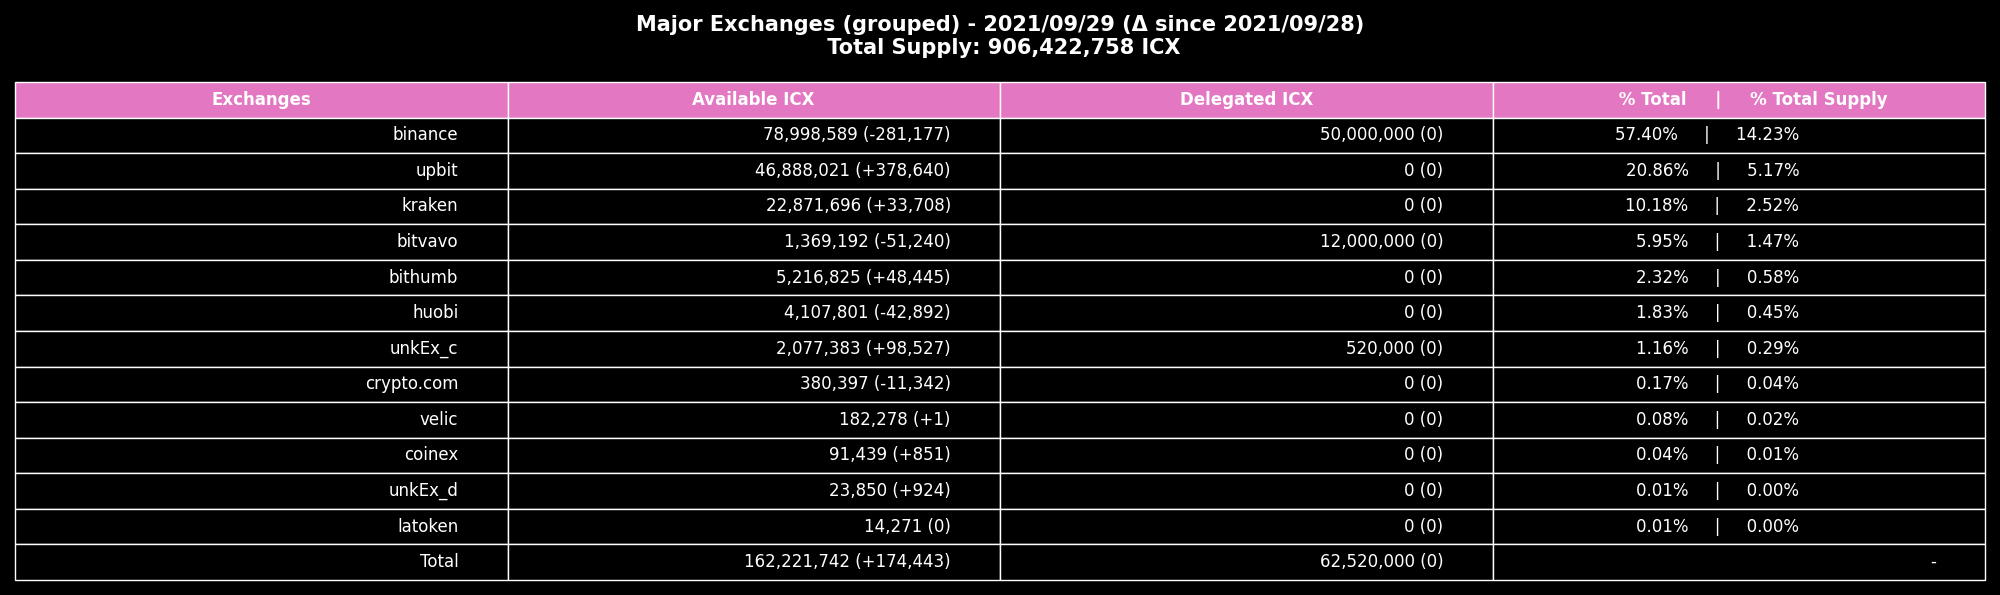 Major Exchanges (grouped) - 2021/09/29 (Δ since 2021/09/28)
Total Supply: 906,422,758 ICX
Exchanges Available ICX Delegated ICX % Total | % Total Supply
binance 78,998,589 (-281,177) 50,000,000 (0) 57.40% | 14.23%
upbit 46,888,021 (+378,640) 0 (0) 20.86% | 5.17%
kraken 22,871,696 (+33,708) 0 (0) 10.18% | 2.52%
bitvavo 1,369,192 (-51,240) 12,000,000 (0) 5.95% | 1.47%
bithumb 5,216,825 (+48,445) 0 (0) 2.32% | 0.58%
huobi 4,107,801 (-42,892) 0 (0) 1.83% | 0.45%
unkEx_c 2,077,383 (+98,527) 520,000 (0) 1.16% | 0.29%
crypto.com 380,397 (-11,342) 0 (0) 0.17% | 0.04%
velic 182,278 (+1) 0 (0) 0.08% | 0.02%
coinex 91,439 (+851) 0 (0) 0.04% | 0.01%
unkEx_d 23,850 (+924) 0 (0) 0.01% | 0.00%
latoken 14,271 (0) 0 (0) 0.01% | 0.00%
Total 162,221,742 (+174,443) 62,520,000 (0) -